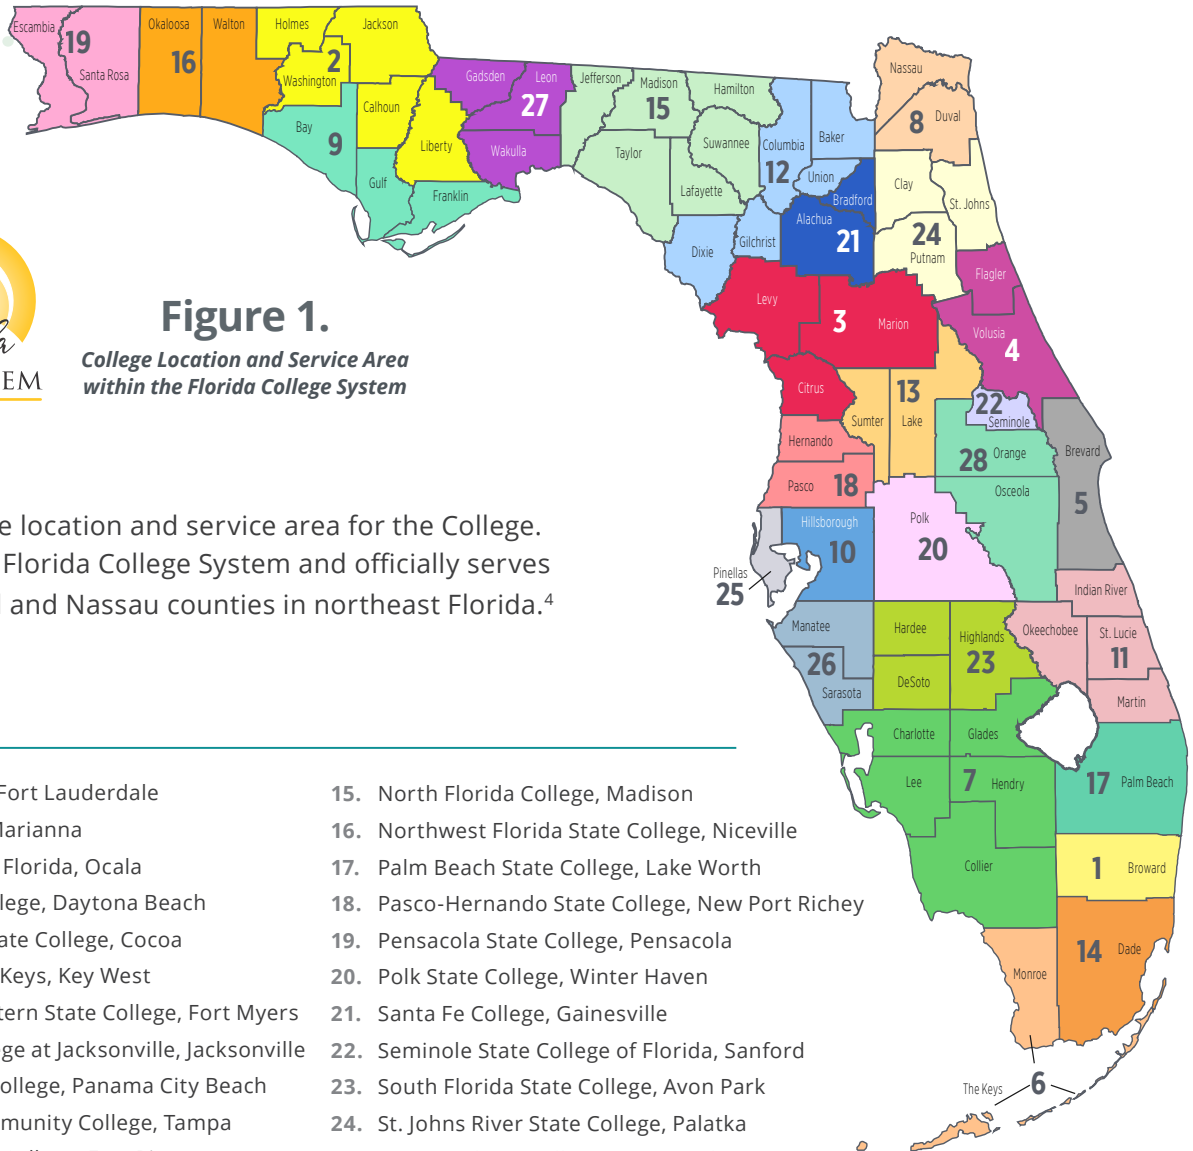 Escambia
19
Santa Rosa
Okaloosa
16
Walton
Holmes
Jackson
2
Washington
Calhoun
Liberty
Bay
9
Gulf
Franklin
Gadsden
Leon
27
Wakulla
Jefferson
Madison
15
Hamilton
Taylor
Suwannee
Lafayette
Columbia
12
Baker
Union
Bradford
Alachua
21
Gilchrist
Dixie
Nassau
8
Duval
Clay
St. Johns
24
Putnam
Flagler
Volusia
4
Levy
3
Marion
Citrus
13
Sumter
Lake
22
Seminole
28
Orange
Osceola
Brevard
5
Hernando
Pasco
18
Hillsborough
10
Pinellas
25
Polk
20
Indian River
Okeechobee
St. Lucie
11
Martin
Manatee
26
Sarasota
Hardee
Highlands
23
DeSoto
Charlotte
Glades
Lee
7
Hendry
Collier
17
Palm Beach
1
Broward
14
Dade
Monroe
6
The Keys
EM
Figure 1.
College Location and Service Area
within the Florida College System
e location and service area for the College.
Florida College System and officially serves
and Nassau counties in northeast Florida.4
Fort Lauderdale
Marianna
Florida, Ocala
llege, Daytona Beach
ate College, Cocoa
Keys, Key West
tern State College, Fort Myers
ege at Jacksonville, Jacksonville
ollege, Panama City Beach
munity College, Tampa
15. North Florida College, Madison
16. Northwest Florida State College, Niceville
17. Palm Beach State College, Lake Worth
18. Pasco-Hernando State College, New Port Richey
19. Pensacola State College, Pensacola
20. Polk State College, Winter Haven
21. Santa Fe College, Gainesville
22. Seminole State College of Florida, Sanford
23. South Florida State College, Avon Park
24. St. Johns River State College, Palatka